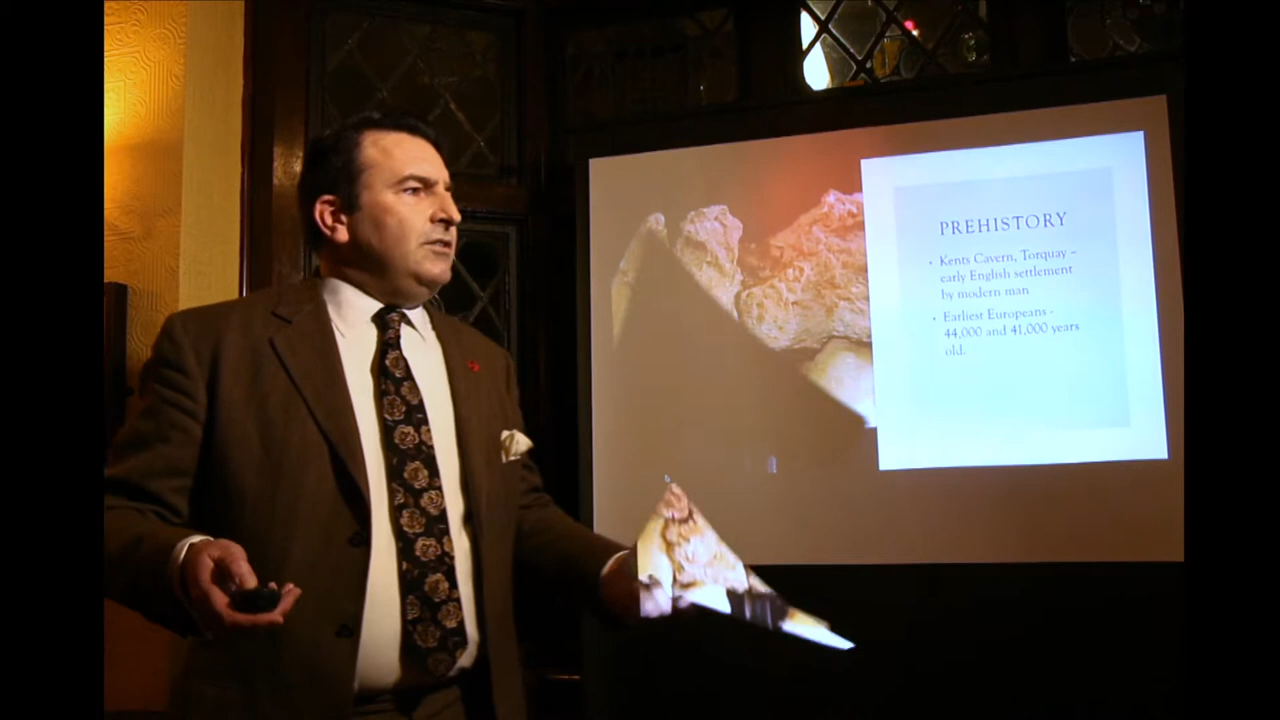 PREHISTORY
• Kents Cavern, Torquay –
early English settlement
by modern man
• Earliest Europeans -
44,000 and 41,000 years
old.